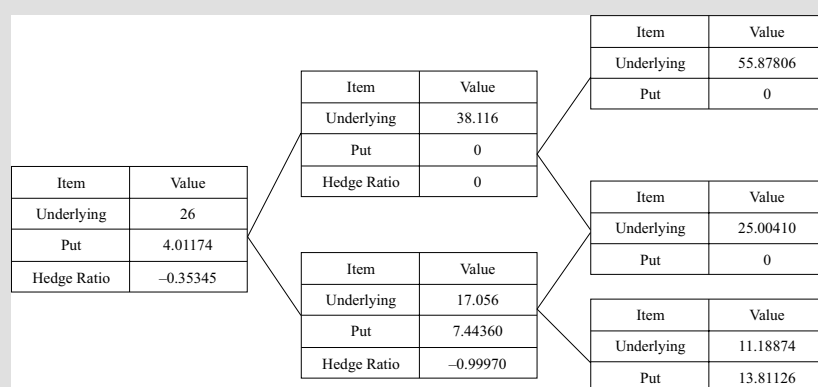 Item Value
Underlying 26
Put 4.01174
Hedge Ratio –0.35345
Item Value
Underlying 38.116
Put 0
Hedge Ratio 0
Item Value
Underlying 17.056
Put 7.44360
Hedge Ratio –0.99970
Item Value
Underlying 55.87806
Put 0
Item Value
Underlying 25.00410
Put 0
Item Value
Underlying 11.18874
Put 13.81126